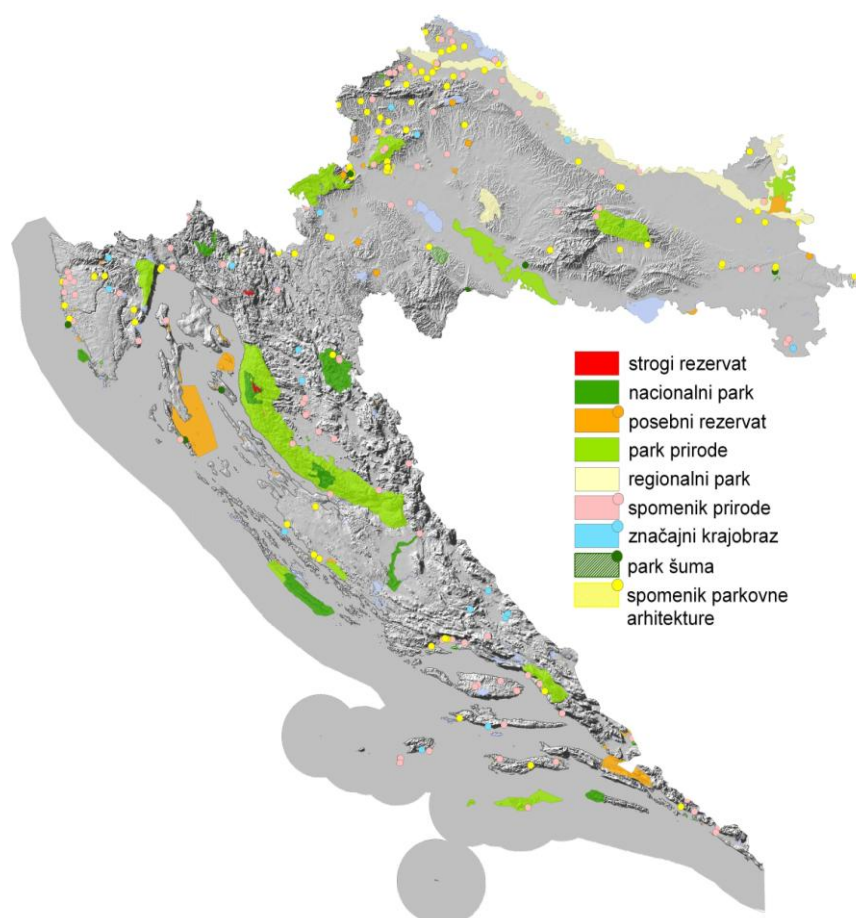 strogi rezervat
nacionalni park
posebni rezervat
park prirode
regionalni park
spomenik prirode
značajni krajobraz
park šuma
spomenik parkovne
arhitekture